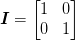 I = [1 0
0 1]